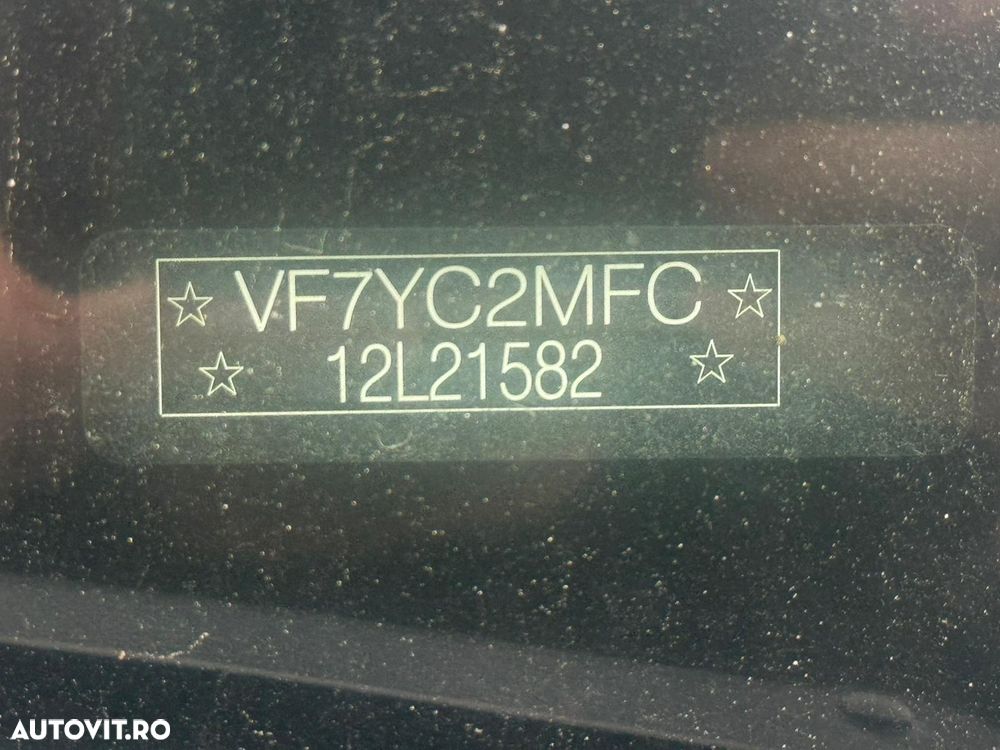 ☆ VF7YC2MFC ☆
☆ 12L21582 ☆
AUTOVIT.RO